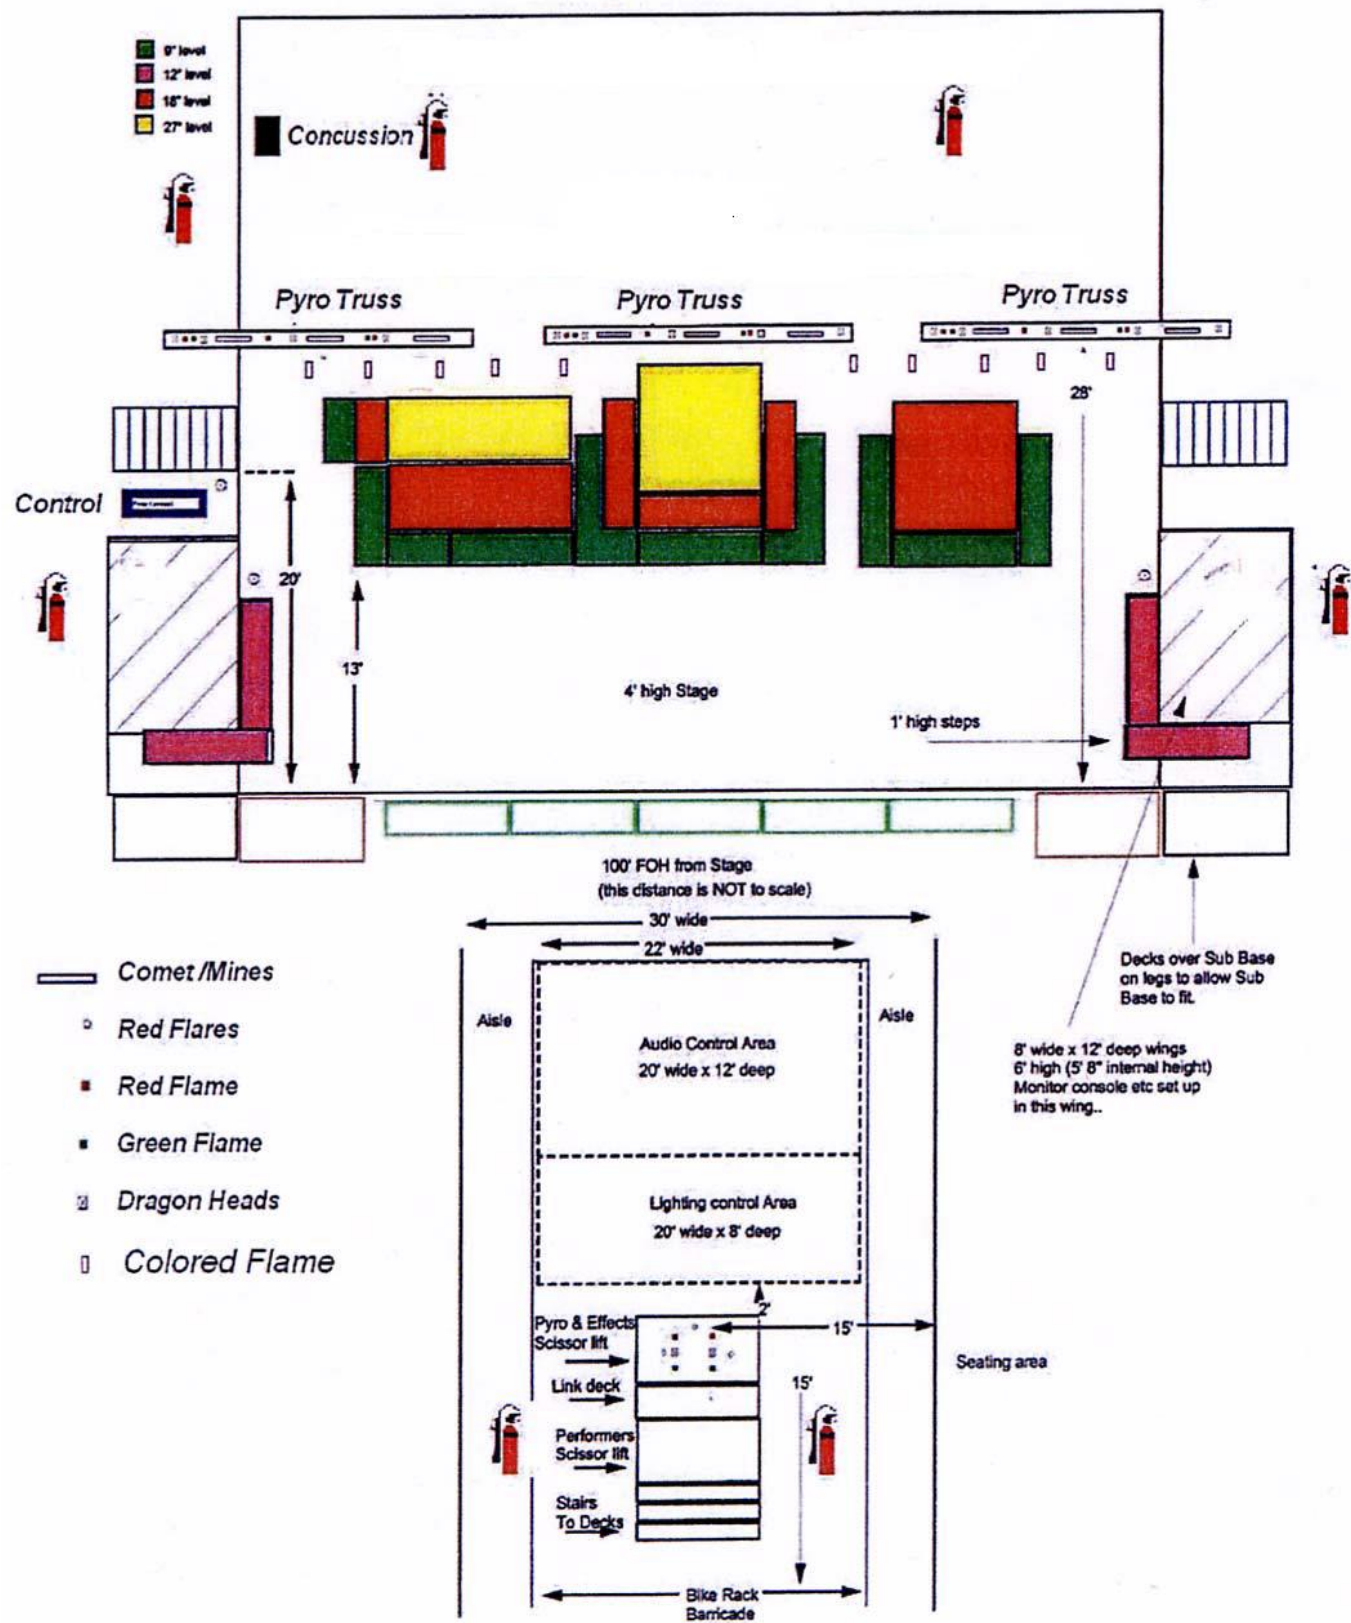 9" level
12" level
18" level
27" level
Concussion
Pyro Truss
Pyro Truss
Pyro Truss
28'
Control
20'
13'
4' high Stage
1' high steps
100' FOH from Stage
(this distance is NOT to scale)
30' wide
22' wide
Decks over Sub Base
on legs to allow Sub
Base to fit.
8' wide x 12' deep wings
6' high (5' 8" internal height)
Monitor console etc set up
in this wing..
Comet /Mines
Red Flares
Red Flame
Green Flame
Dragon Heads
Colored Flame
Aisle
Aisle
Audio Control Area
20' wide x 12' deep
Lighting control Area
20' wide x 8' deep
2'
Pyro & Effects
Scissor lift
15'
Seating area
Link deck
15'
Performers
Scissor lift
Stairs
To Decks
Bike Rack
Barricade